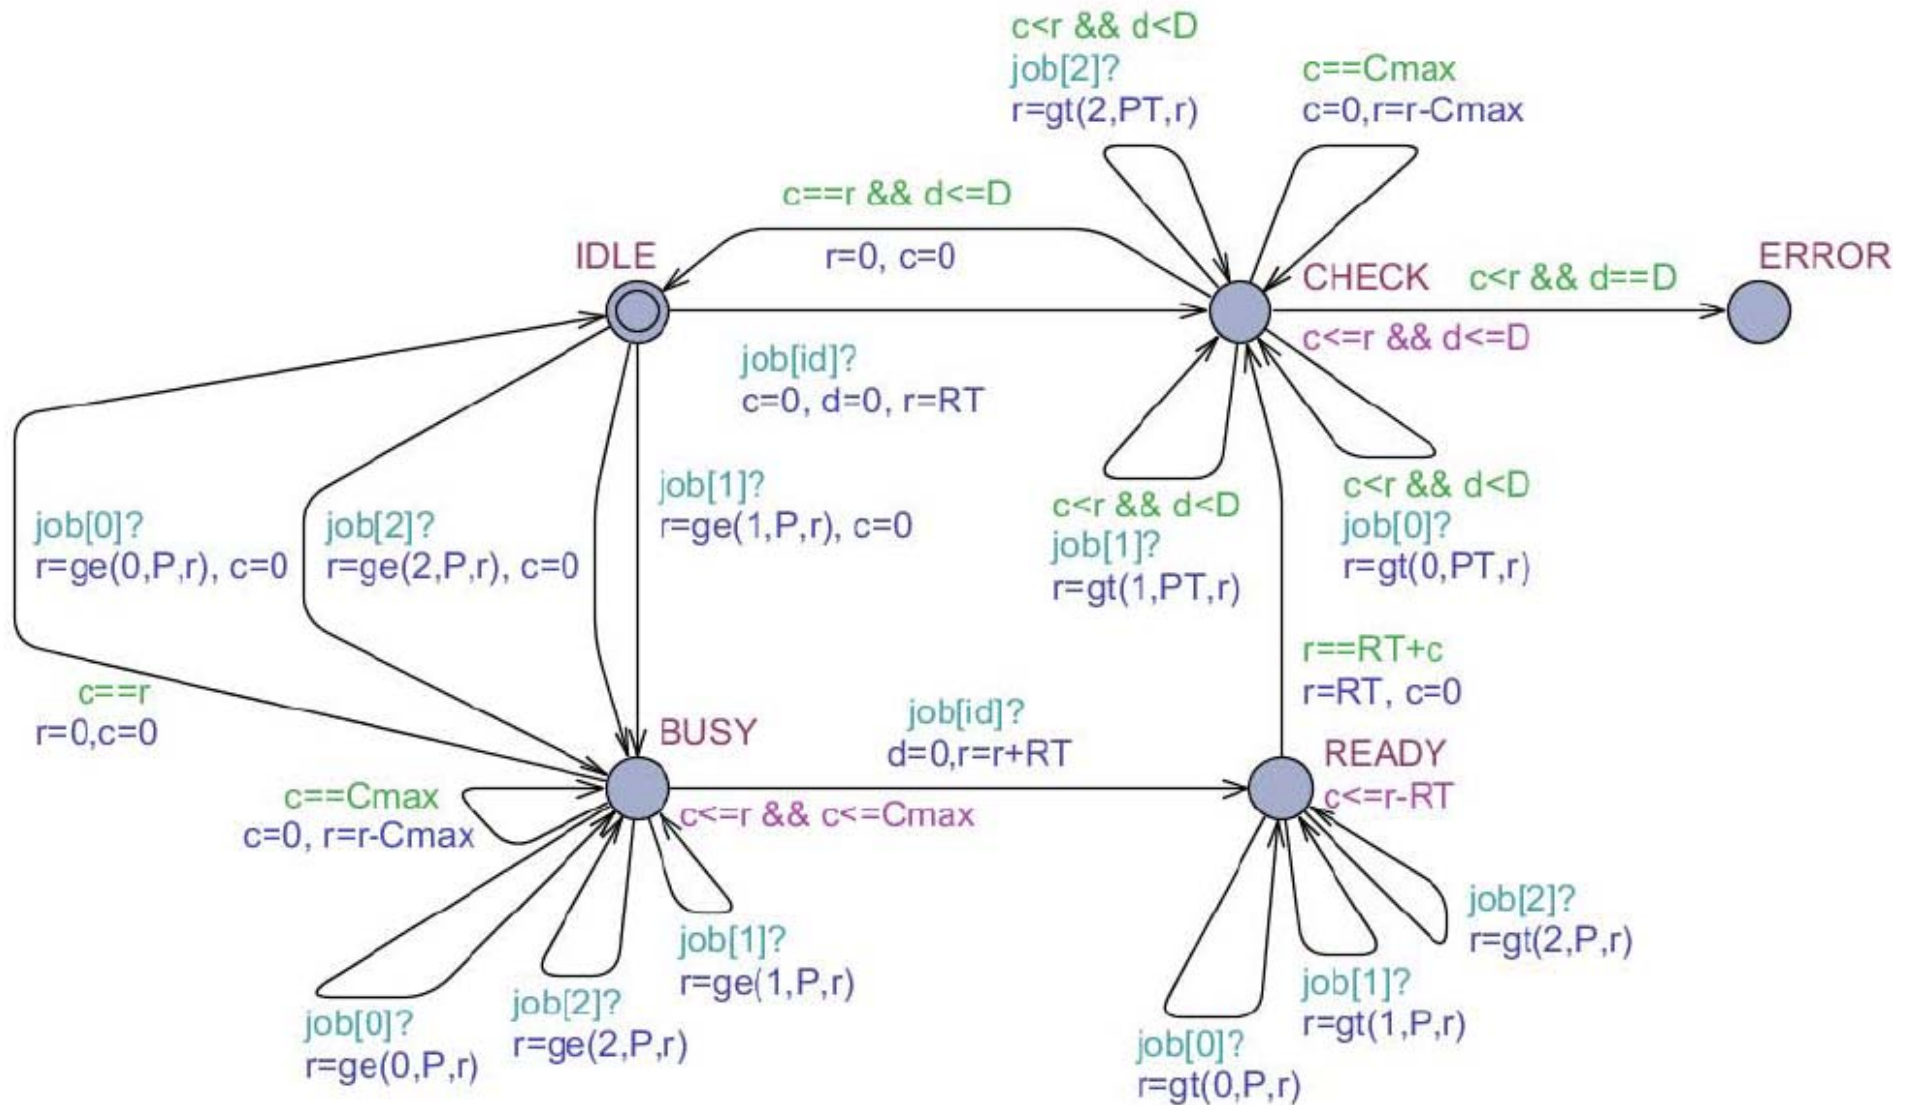 c<r && d<D
job[2]?
r=gt(2,PT,r)
c==Cmax
c=0,r=r-Cmax
c==r && d<=D
r=0, c=0
IDLE
CHECK
c<=r && d<=D
c<r && d==D
ERROR
job[id]?
c=0, d=0, r=RT
job[0]?
r=ge(0,P,r), c=0
job[2]?
r=ge(2,P,r), c=0
job[1]?
r=ge(1,P,r), c=0
c<r && d<D
job[1]?
r=gt(1,PT,r)
c<r && d<D
job[0]?
r=gt(0,PT,r)
r==RT+c
r=RT, c=0
c==r
r=0,c=0
BUSY
c<=r && c<=Cmax
job[id]?
d=0,r=r+RT
READY
c<=r-RT
c==Cmax
c=0, r=r-Cmax
job[0]?
r=ge(0,P,r)
job[2]?
r=ge(2,P,r)
job[1]?
r=ge(1,P,r)
job[0]?
r=gt(0,P,r)
job[1]?
r=gt(1,P,r)
job[2]?
r=gt(2,P,r)